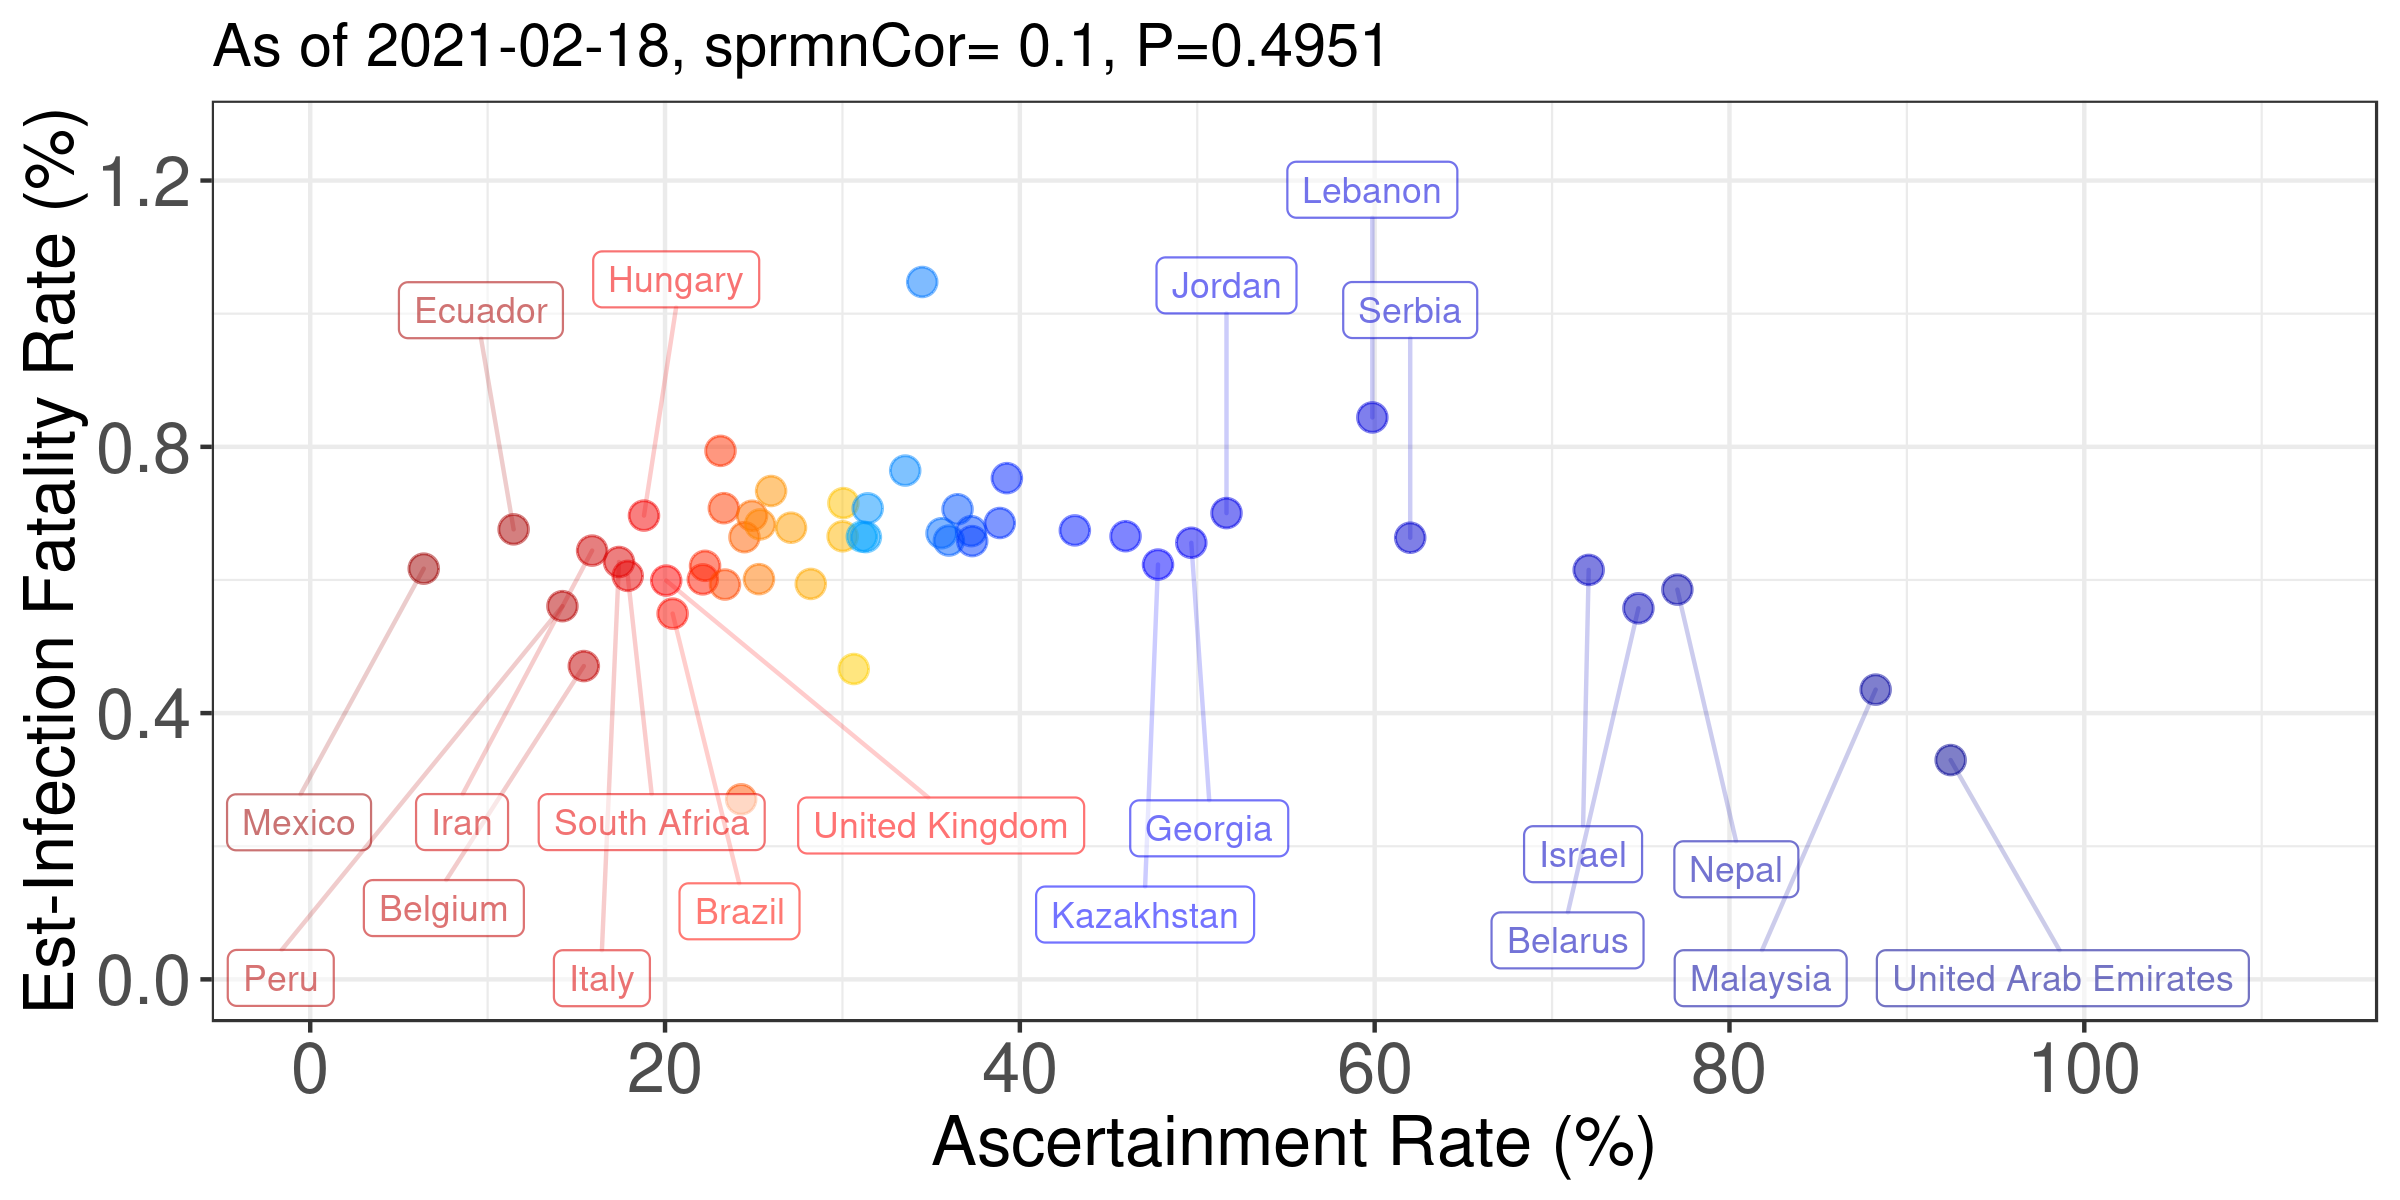 As of 2021-02-18, sprmnCor= 0.1, P=0.4951
Est-Infection Fatality Rate (%)
1.2
0.8
0.4
0.0
Lebanon
Hungary
Jordan
Ecuador
Serbia
Mexico
Iran
South Africa
United Kingdom
Georgia
Israel
Nepal
Belgium
Brazil
Kazakhstan
Belarus
Peru
Italy
Malaysia
United Arab Emirates
0 20 40 60 80 100
Ascertainment Rate (%)